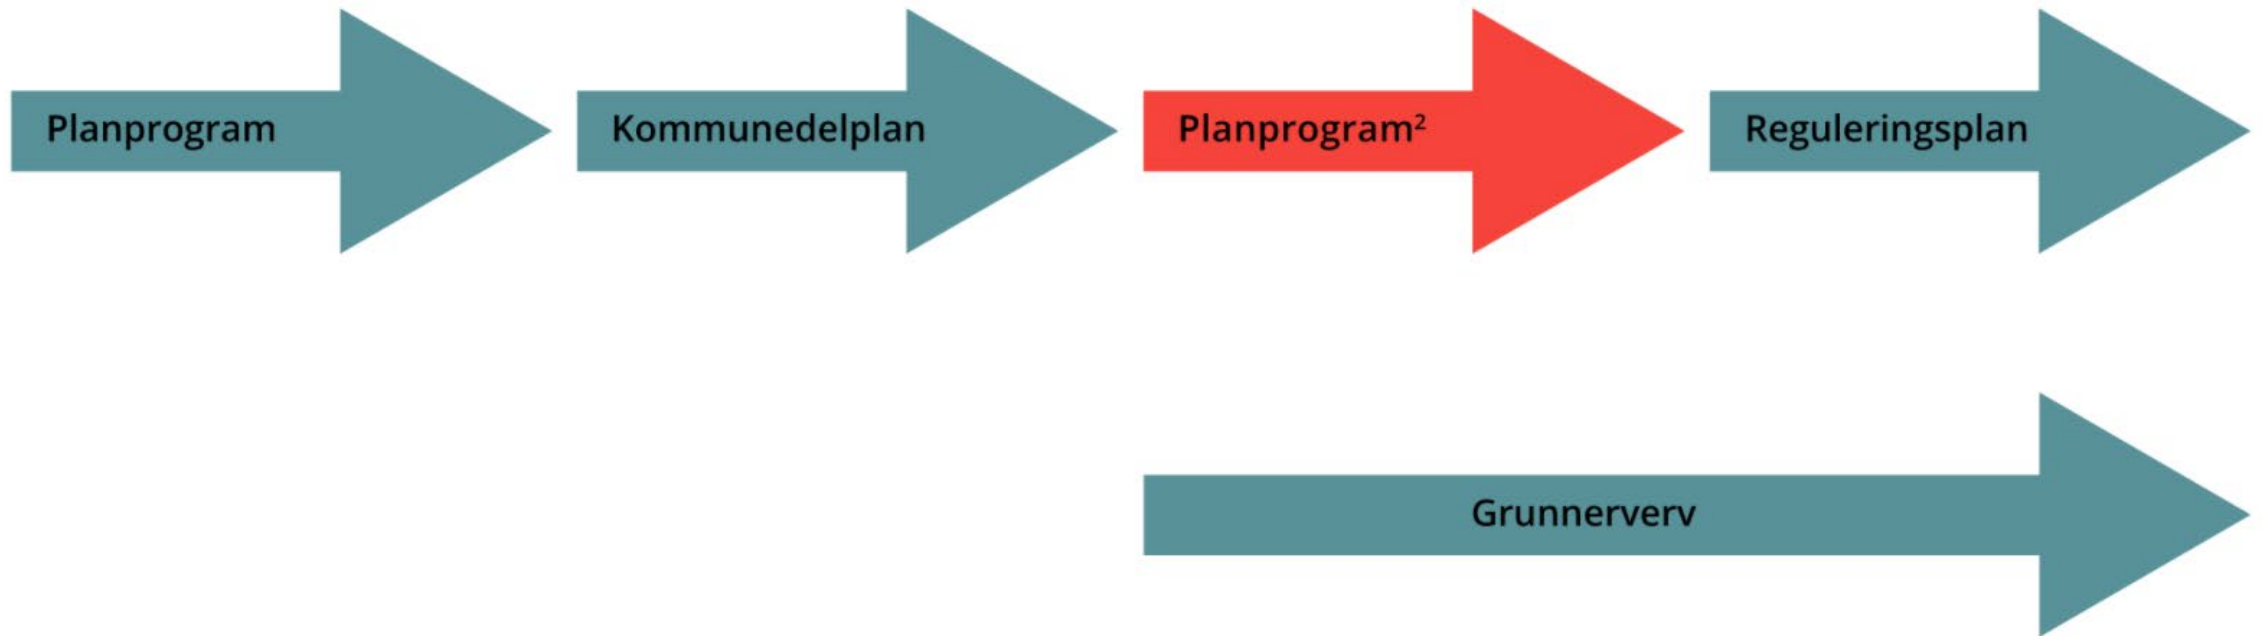 Planprogram
Kommunedelplan
Planprogram²
Reguleringsplan
Grunnerverv